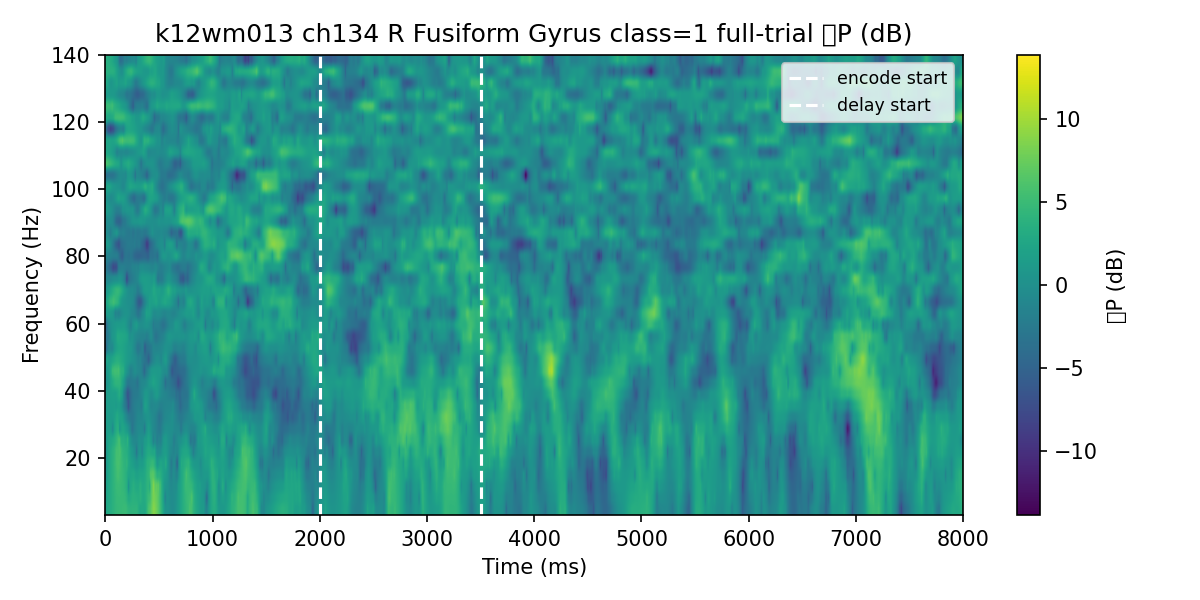 k12wm013 ch134 R Fusiform Gyrus class=1 full-trial ▯P (dB)
encode start
delay start
140
120
100
80
60
40
20
Frequency (Hz)
0 1000 2000 3000 4000 5000 6000 7000 8000
Time (ms)
10
5
0
−5
−10
▯P (dB)